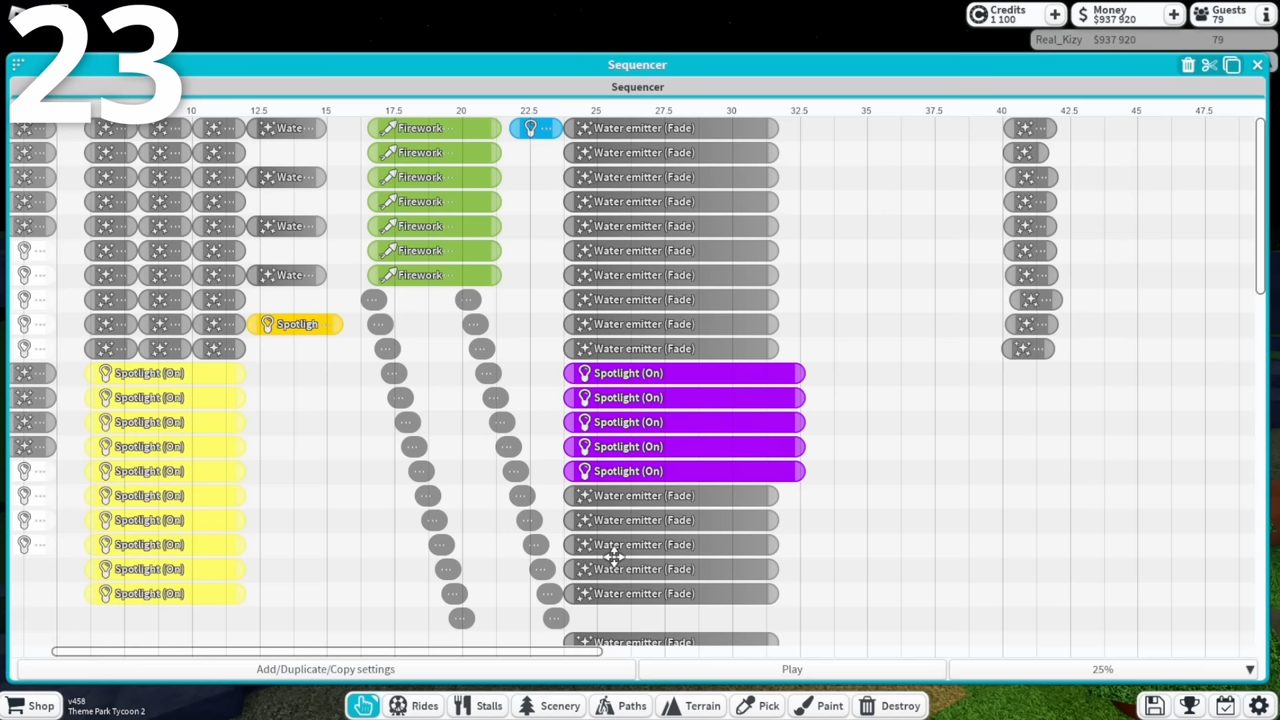 23
Credits
1 100
Money
$937 920
Guests
79
Real_Kizy $937 920 79
Sequencer
Sequencer
10 12.5 15 17.5 20 22.5 25 27.5 30 32.5 35 37.5 40 42.5 45 47.5
Wate ··· Firework ··· Water emitter (Fade)
Firework ··· Water emitter (Fade)
Wate ··· Firework ··· Water emitter (Fade)
Firework ··· Water emitter (Fade)
Wate ··· Firework ··· Water emitter (Fade)
Firework ··· Water emitter (Fade)
Wate ··· Firework ··· Water emitter (Fade)
Water emitter (Fade)
Spotligh Water emitter (Fade)
Water emitter (Fade)
Spotlight (On) Spotlight (On)
Spotlight (On) Spotlight (On)
Spotlight (On) Spotlight (On)
Spotlight (On) Spotlight (On)
Spotlight (On) Spotlight (On)
Spotlight (On) Water emitter (Fade)
Spotlight (On) Water emitter (Fade)
Spotlight (On) Water emitter (Fade)
Spotlight (On) Water emitter (Fade)
Spotlight (On) Water emitter (Fade)
Water emitter (Fade)
Add/Duplicate/Copy settings Play 25%
Shop
v458
Theme Park Tycoon 2
Rides Stalls Scenery Paths Terrain Pick Paint Destroy